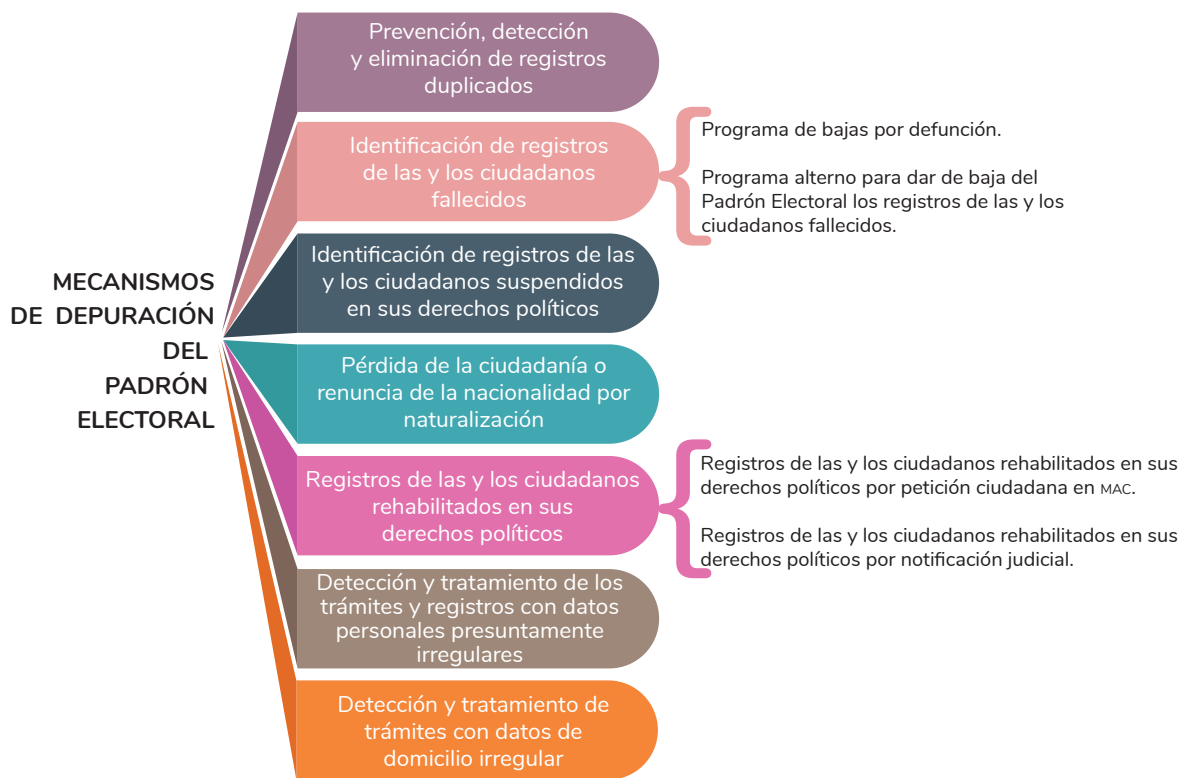 MECANISMOS
DE DEPURACIÓN
DEL
PADRÓN
ELECTORAL
Prevención, detección
y eliminación de registros
duplicados
Identificación de registros
de las y los ciudadanos
fallecidos
Programa de bajas por defunción.
Programa alterno para dar de baja del
Padrón Electoral los registros de las y los
ciudadanos fallecidos.
Identificación de registros de las
y los ciudadanos suspendidos
en sus derechos políticos
Pérdida de la ciudadanía o
renuncia de la nacionalidad por
naturalización
Registros de las y los ciudadanos
rehabilitados en sus
derechos políticos
Registros de las y los ciudadanos rehabilitados en sus
derechos políticos por petición ciudadana en MAC.
Registros de las y los ciudadanos rehabilitados en sus
derechos políticos por notificación judicial.
Detección y tratamiento de los
trámites y registros con datos
personales presuntamente
irregulares
Detección y tratamiento de
trámites con datos de
domicilio irregular